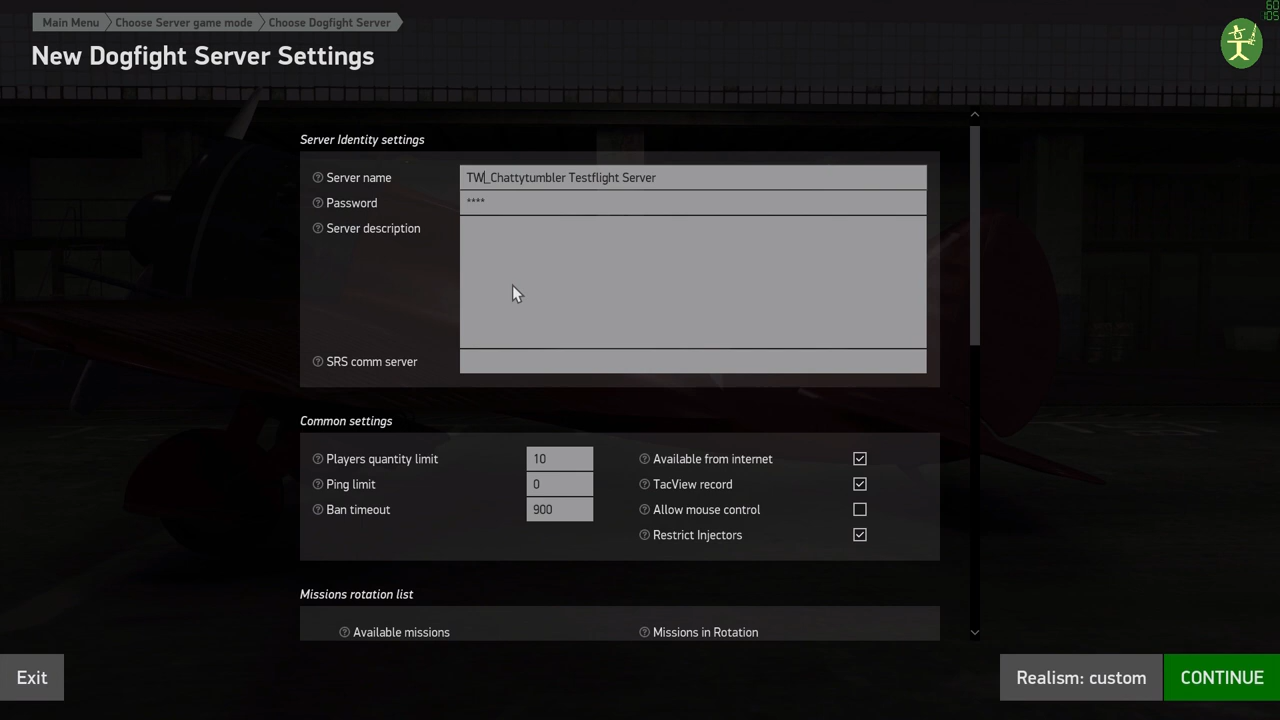 60
105
Main Menu Choose Server game mode Choose Dogfight Server
New Dogfight Server Settings
Server Identity settings
Server name TW_Chattytumbler Testflight Server
Password ****
Server description
SRS comm server
Common settings
Players quantity limit 10 Available from internet
Ping limit 0 TacView record
Ban timeout 900 Allow mouse control
Restrict Injectors
Missions rotation list
Available missions Missions in Rotation
Exit Realism: custom CONTINUE